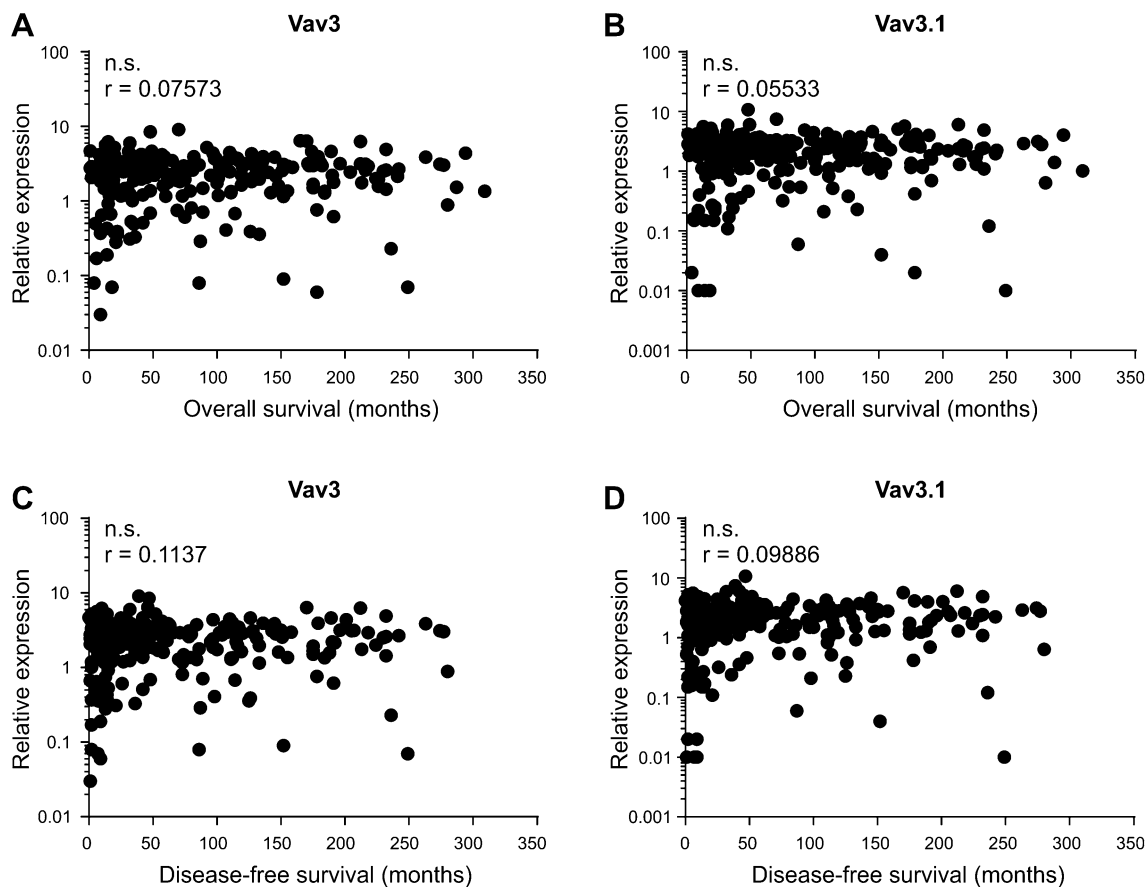 A
Vav3
n.s.
r = 0.07573
Relative expression
100
10
1
0.1
0.01
0 50 100 150 200 250 300 350
Overall survival (months)
B
Vav3.1
n.s.
r = 0.05533
Relative expression
100
10
1
0.1
0.01
0.001
0 50 100 150 200 250 300 350
Overall survival (months)
C
Vav3
n.s.
r = 0.1137
Relative expression
100
10
1
0.1
0.01
0 50 100 150 200 250 300 350
Disease-free survival (months)
D
Vav3.1
n.s.
r = 0.09886
Relative expression
100
10
1
0.1
0.01
0.001
0 50 100 150 200 250 300 350
Disease-free survival (months)